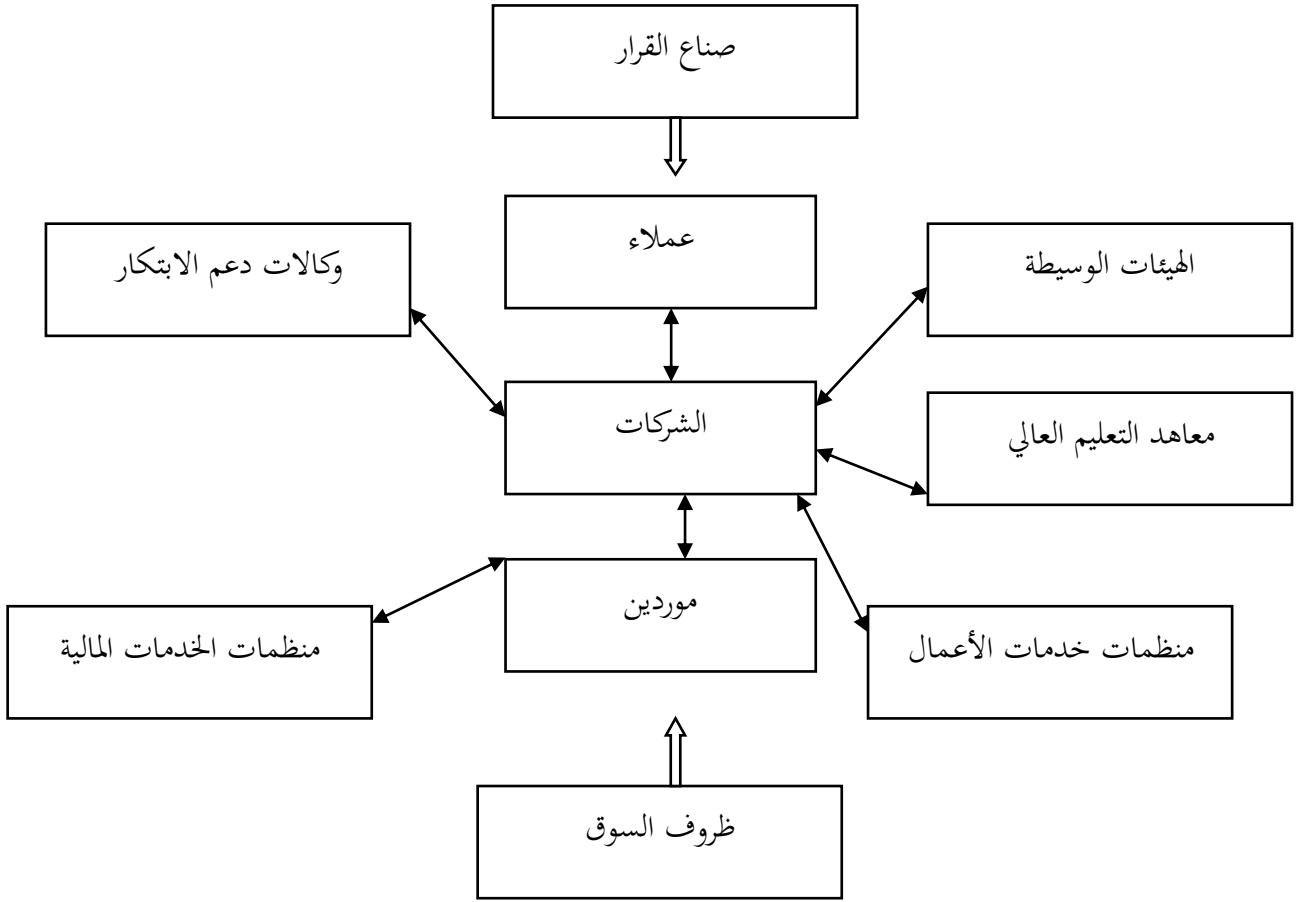 صناع القرار
عملاء
الهيئات الوسيطة
وكالات دعم الابتكار
الشركات
معاهد التعليم العالي
موردين
منظمات خدمات الأعمال
منظمات الخدمات المالية
ظروف السوق